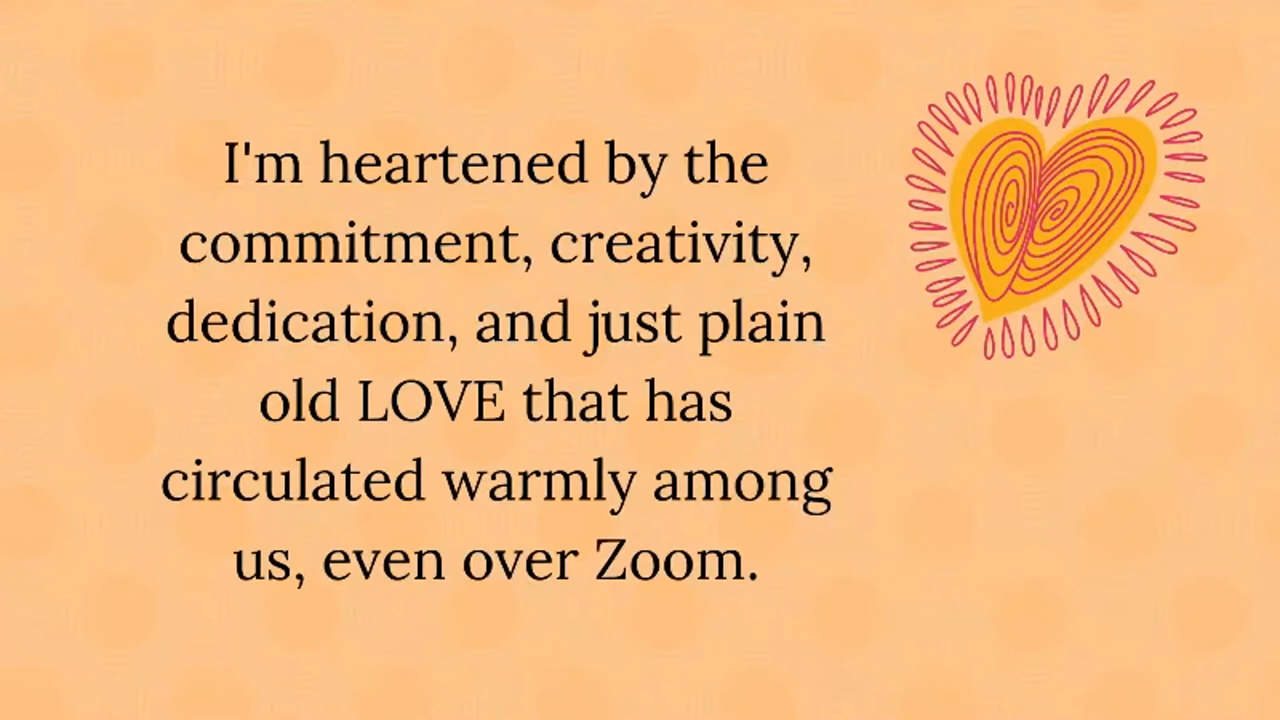 I'm heartened by the
commitment, creativity,
dedication, and just plain
old LOVE that has
circulated warmly among
us, even over Zoom.